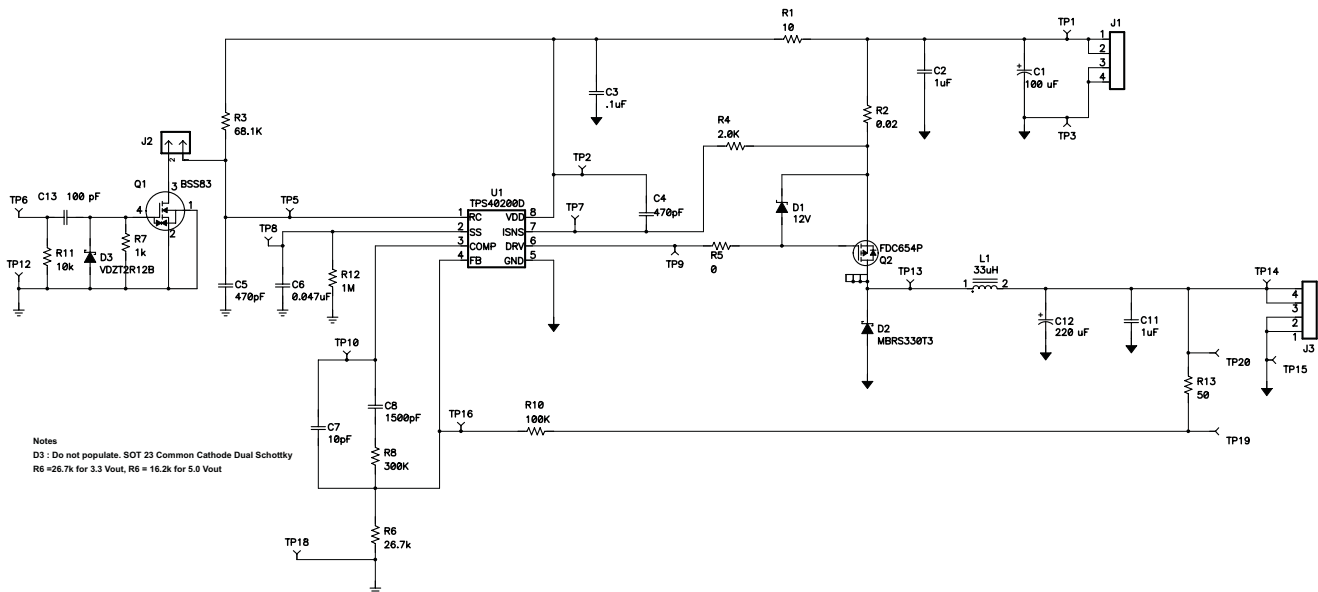 R1
10
TP1
J1
1
2
3
4
C2
1uF
C1
100 uF
TP3
C3
.1uF
R2
0.02
R3
68.1K
R4
2.0K
J2
2
TP2
C4
470pF
TP7
D1
12V
Q1
BSS83
3
4
1
2
C13 100 pF
TP6
R11
10k
D3
VDZT2R12B
R7
1k
TP12
TP5
TP8
U1
TPS40200D
1 RC VDD 8
2 SS ISNS 7
3 COMP DRV 6
4 FB GND 5
C5
470pF
C6
0.047uF
R12
1M
TP9
R5
0
FDC654P
Q2
TP13
L1
33uH
1 2
TP14
4
3
2
1
J3
D2
MBRS330T3
C12
220 uF
C11
1uF
TP20
TP15
R13
50
TP19
TP10
C8
1500pF
C7
10pF
R8
300K
TP16
R10
100K
R6
26.7k
TP18
Notes
D3 : Do not populate. SOT 23 Common Cathode Dual Schottky
R6 =26.7k for 3.3 Vout, R6 = 16.2k for 5.0 Vout